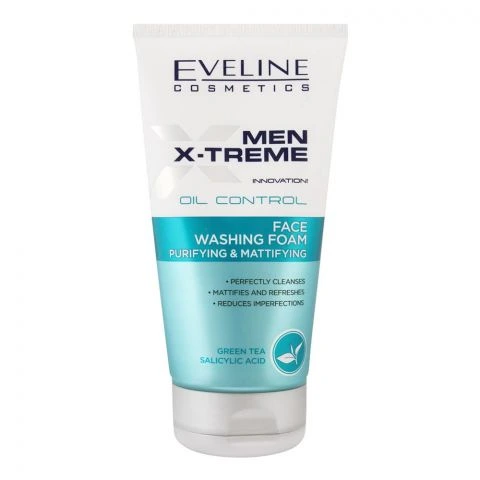 EVELINE
COSMETICS
X
MEN
X-TREME
INNOVATION!
OIL CONTROL
FACE
WASHING FOAM
PURIFYING & MATTIFYING
• PERFECTLY CLEANSES
• MATTIFIES AND REFRESHES
• REDUCES IMPERFECTIONS
GREEN TEA
SALICYLIC ACID